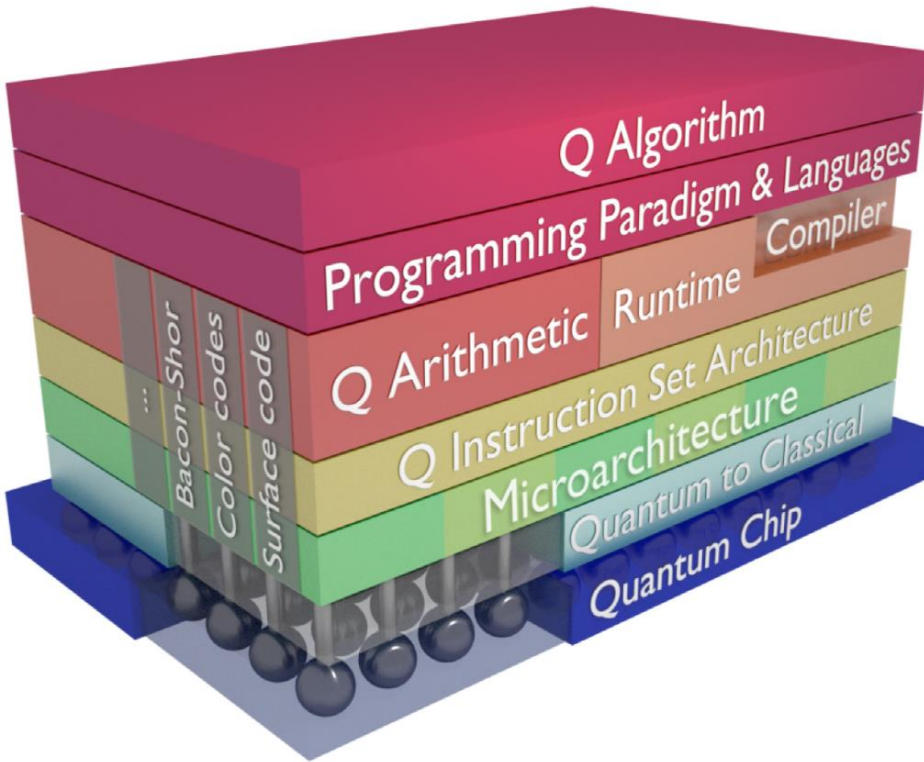 Q Algorithm
Programming Paradigm & Languages
Q Arithmetic
Runtime
Compiler
Q Instruction Set Architecture
Microarchitecture
Quantum to Classical
Quantum Chip
...
Bacon-Shor
Color codes
Surface code